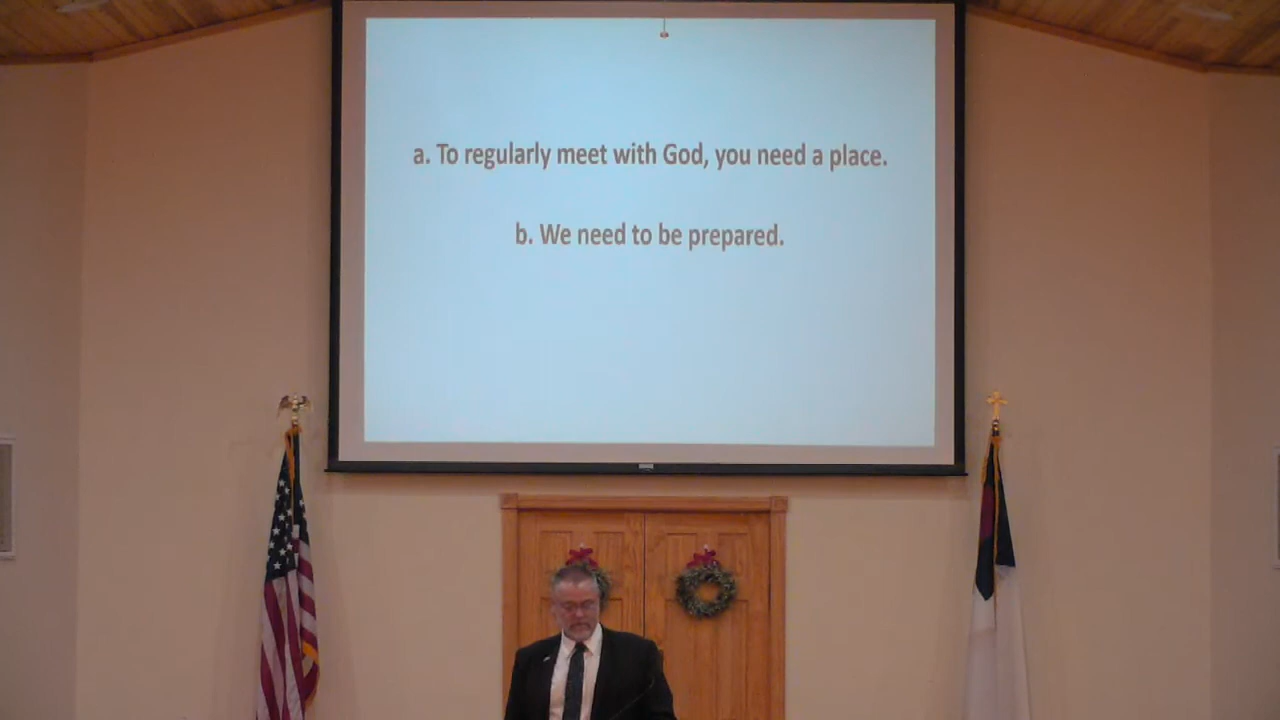 a. To regularly meet with God, you need a place.
b. We need to be prepared.